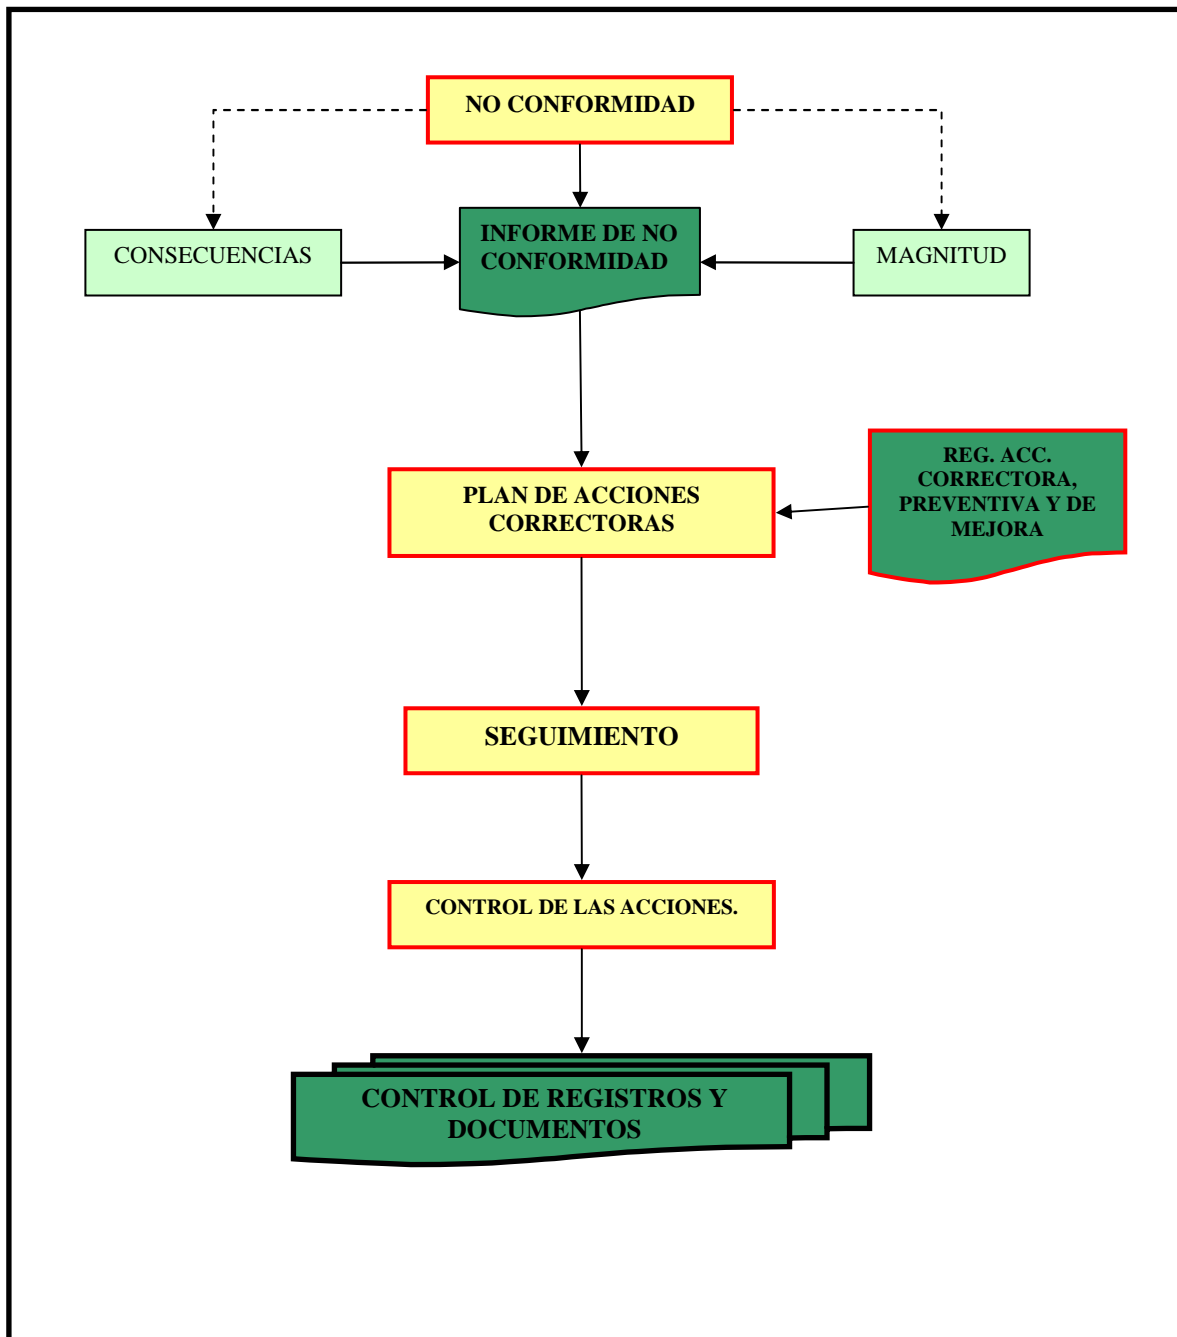 NO CONFORMIDAD
CONSECUENCIAS
INFORME DE NO
CONFORMIDAD
MAGNITUD
REG. ACC.
CORRECTORA,
PREVENTIVA Y DE
MEJORA
PLAN DE ACCIONES
CORRECTORAS
SEGUIMIENTO
CONTROL DE LAS ACCIONES.
CONTROL DE REGISTROS Y
DOCUMENTOS